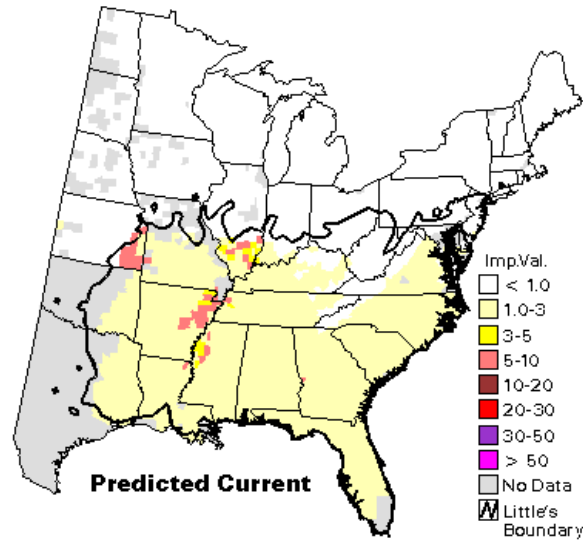 Imp.Val.
< 1.0
1.0-3
3-5
5-10
10-20
20-30
30-50
> 50
No Data
Little's
Boundary
Predicted Current